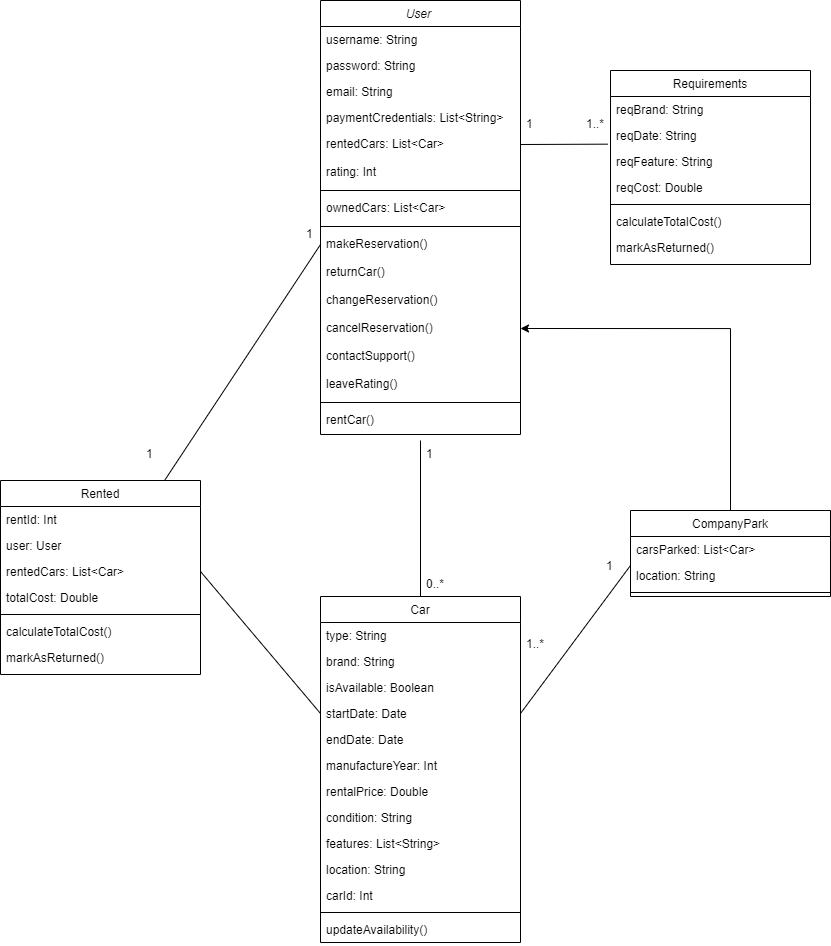 User
username: String
password: String
email: String
paymentCredentials: List<String>
rentedCars: List<Car>
rating: Int
ownedCars: List<Car>
makeReservation()
returnCar()
changeReservation()
cancelReservation()
contactSupport()
leaveRating()
rentCar()
1
1..*
Requirements
reqBrand: String
reqDate: String
reqFeature: String
reqCost: Double
calculateTotalCost()
markAsReturned()
1
1
1
0..*
Rented
rentId: Int
user: User
rentedCars: List<Car>
totalCost: Double
calculateTotalCost()
markAsReturned()
CompanyPark
carsParked: List<Car>
location: String
1
1..*
Car
type: String
brand: String
isAvailable: Boolean
startDate: Date
endDate: Date
manufactureYear: Int
rentalPrice: Double
condition: String
features: List<String>
location: String
carId: Int
updateAvailability()